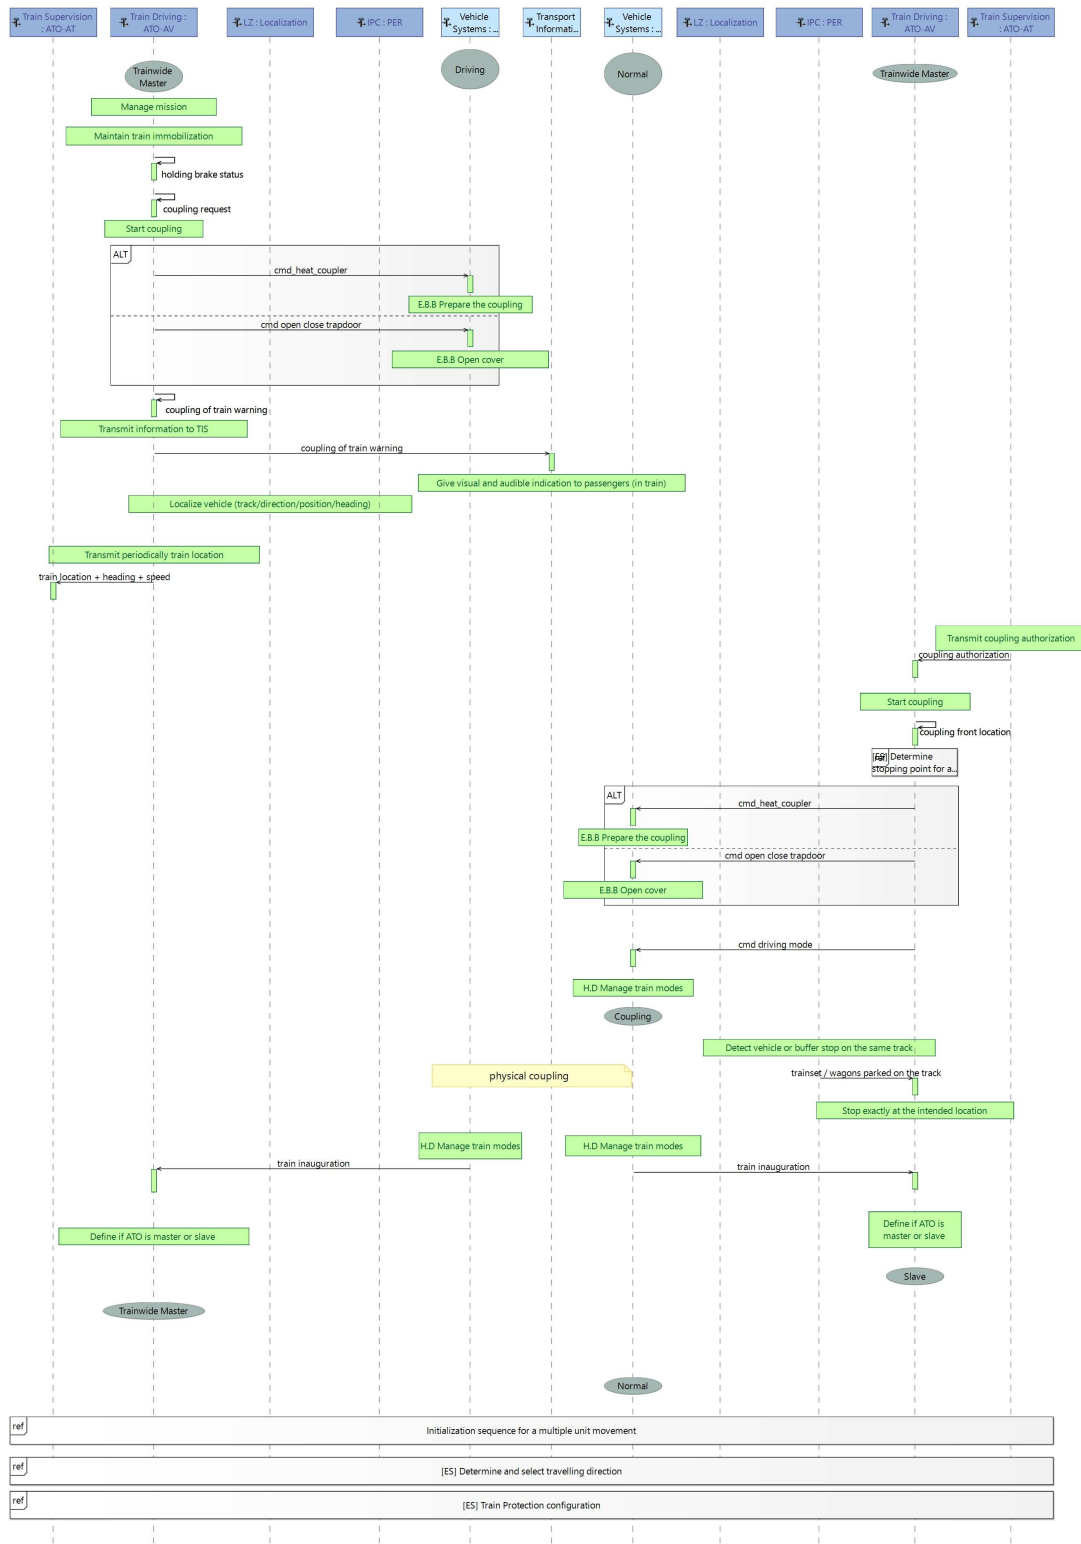 Train Supervision
: ATO-AT
Train Driving :
ATO-AV
LZ : Localization
IPC : PER
Vehicle
Systems : ...
Transport
Informati...
Vehicle
Systems : ...
LZ : Localization
IPC : PER
Train Driving :
ATO-AV
Train Supervision
: ATO-AT
Trainwide
Master
Driving
Normal
Trainwide Master
Manage mission
Maintain train immobilization
holding brake status
coupling request
Start coupling
ALT
cmd_heat_coupler
E.B.B Prepare the coupling
cmd open close trapdoor
E.B.B Open cover
coupling of train warning
Transmit information to TIS
coupling of train warning
Give visual and audible indication to passengers (in train)
Localize vehicle (track/direction/position/heading)
Transmit periodically train location
train location + heading + speed
Transmit coupling authorization
coupling authorization
Start coupling
coupling front location
ref
[ES] Determine
stopping point for a...
ALT
cmd_heat_coupler
E.B.B Prepare the coupling
cmd open close trapdoor
E.B.B Open cover
cmd driving mode
H.D Manage train modes
Coupling
Detect vehicle or buffer stop on the same track
physical coupling
trainset / wagons parked on the track
Stop exactly at the intended location
H.D Manage train modes
H.D Manage train modes
train inauguration
train inauguration
Define if ATO is master or slave
Define if ATO is
master or slave
Slave
Trainwide Master
Normal
ref
Initialization sequence for a multiple unit movement
ref
[ES] Determine and select travelling direction
ref
[ES] Train Protection configuration